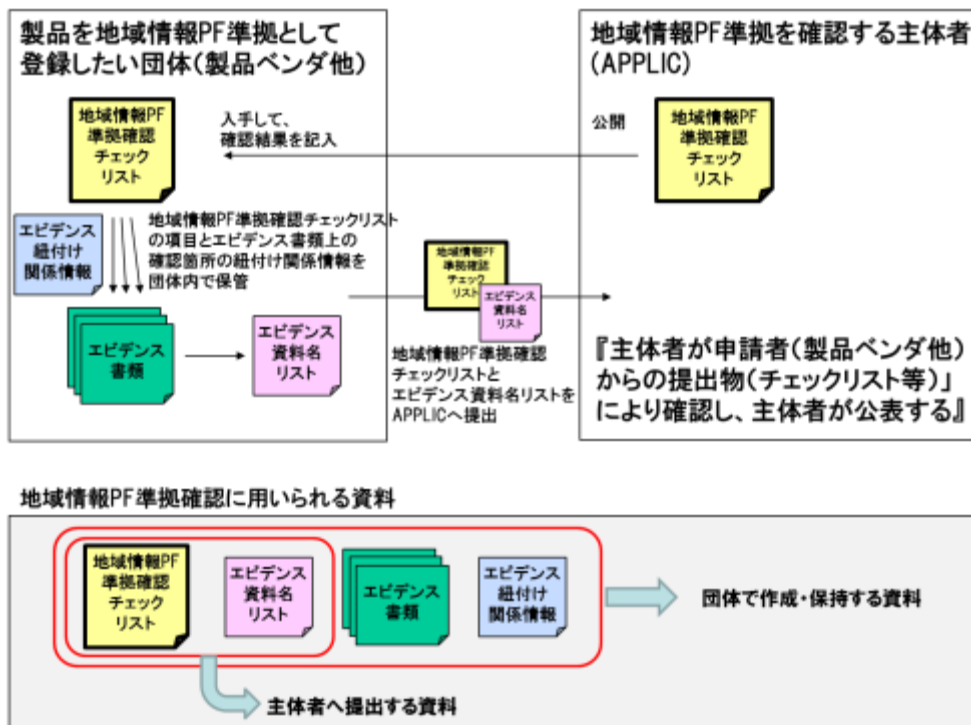 製品を地域情報PF準拠として
登録したい団体(製品ベンダ他)
地域情報PF
準拠確認
チェック
リスト
入手して、
確認結果を記入
エビデンス
紐付け
関係情報
地域情報PF準拠確認チェックリスト
の項目とエビデンス書類上の
確認箇所の紐付け関係情報を
団体内で保管
エビデンス
書類
エビデンス
資料名
リスト
地域情報PF
準拠確認
チェック
リスト
エビデンス
資料名
リスト
地域情報PF準拠確認
チェックリストと
エビデンス資料名リストを
APPLICへ提出
地域情報PF準拠を確認する主体者
(APPLIC)
公開
地域情報PF
準拠確認
チェック
リスト
『主体者が申請者(製品ベンダ他)
からの提出物(チェックリスト等)」
により確認し、主体者が公表する』
地域情報PF準拠確認に用いられる資料
地域情報PF
準拠確認
チェック
リスト
エビデンス
資料名
リスト
エビデンス
書類
エビデンス
紐付け
関係情報
団体で作成・保持する資料
主体者へ提出する資料